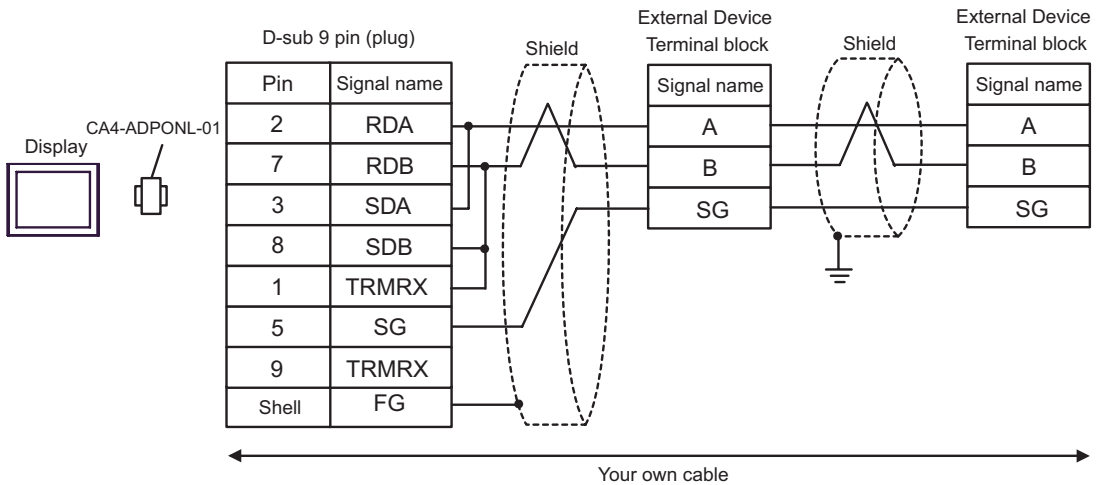 External Device
Terminal block
External Device
Terminal block
D-sub 9 pin (plug)
Shield
Shield
Pin Signal name
Signal name
Signal name
CA4-ADPONL-01
Display
2 RDA
A
A
7 RDB
B
B
3 SDA
SG
SG
8 SDB
1 TRMRX
5 SG
9 TRMRX
Shell FG
Your own cable